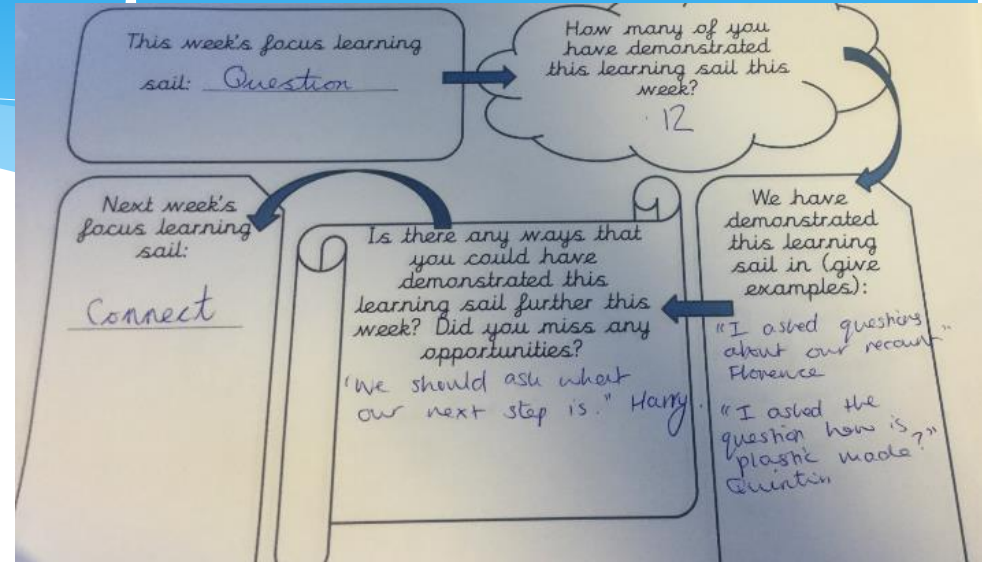 This week's focus learning
sail: Question
How many of you
have demonstrated
this learning sail this
week?
12
We have
demonstrated
this learning
sail in (give
examples):
"I asked questions
about our recount"
Florence
"I asked the
question how is
plastic made?"
Quintin
Is there any ways that
you could have
demonstrated this
learning sail further this
week? Did you miss any
opportunities?
"We should ask what
our next step is." Harry.
Next week's
focus learning
sail:
Connect